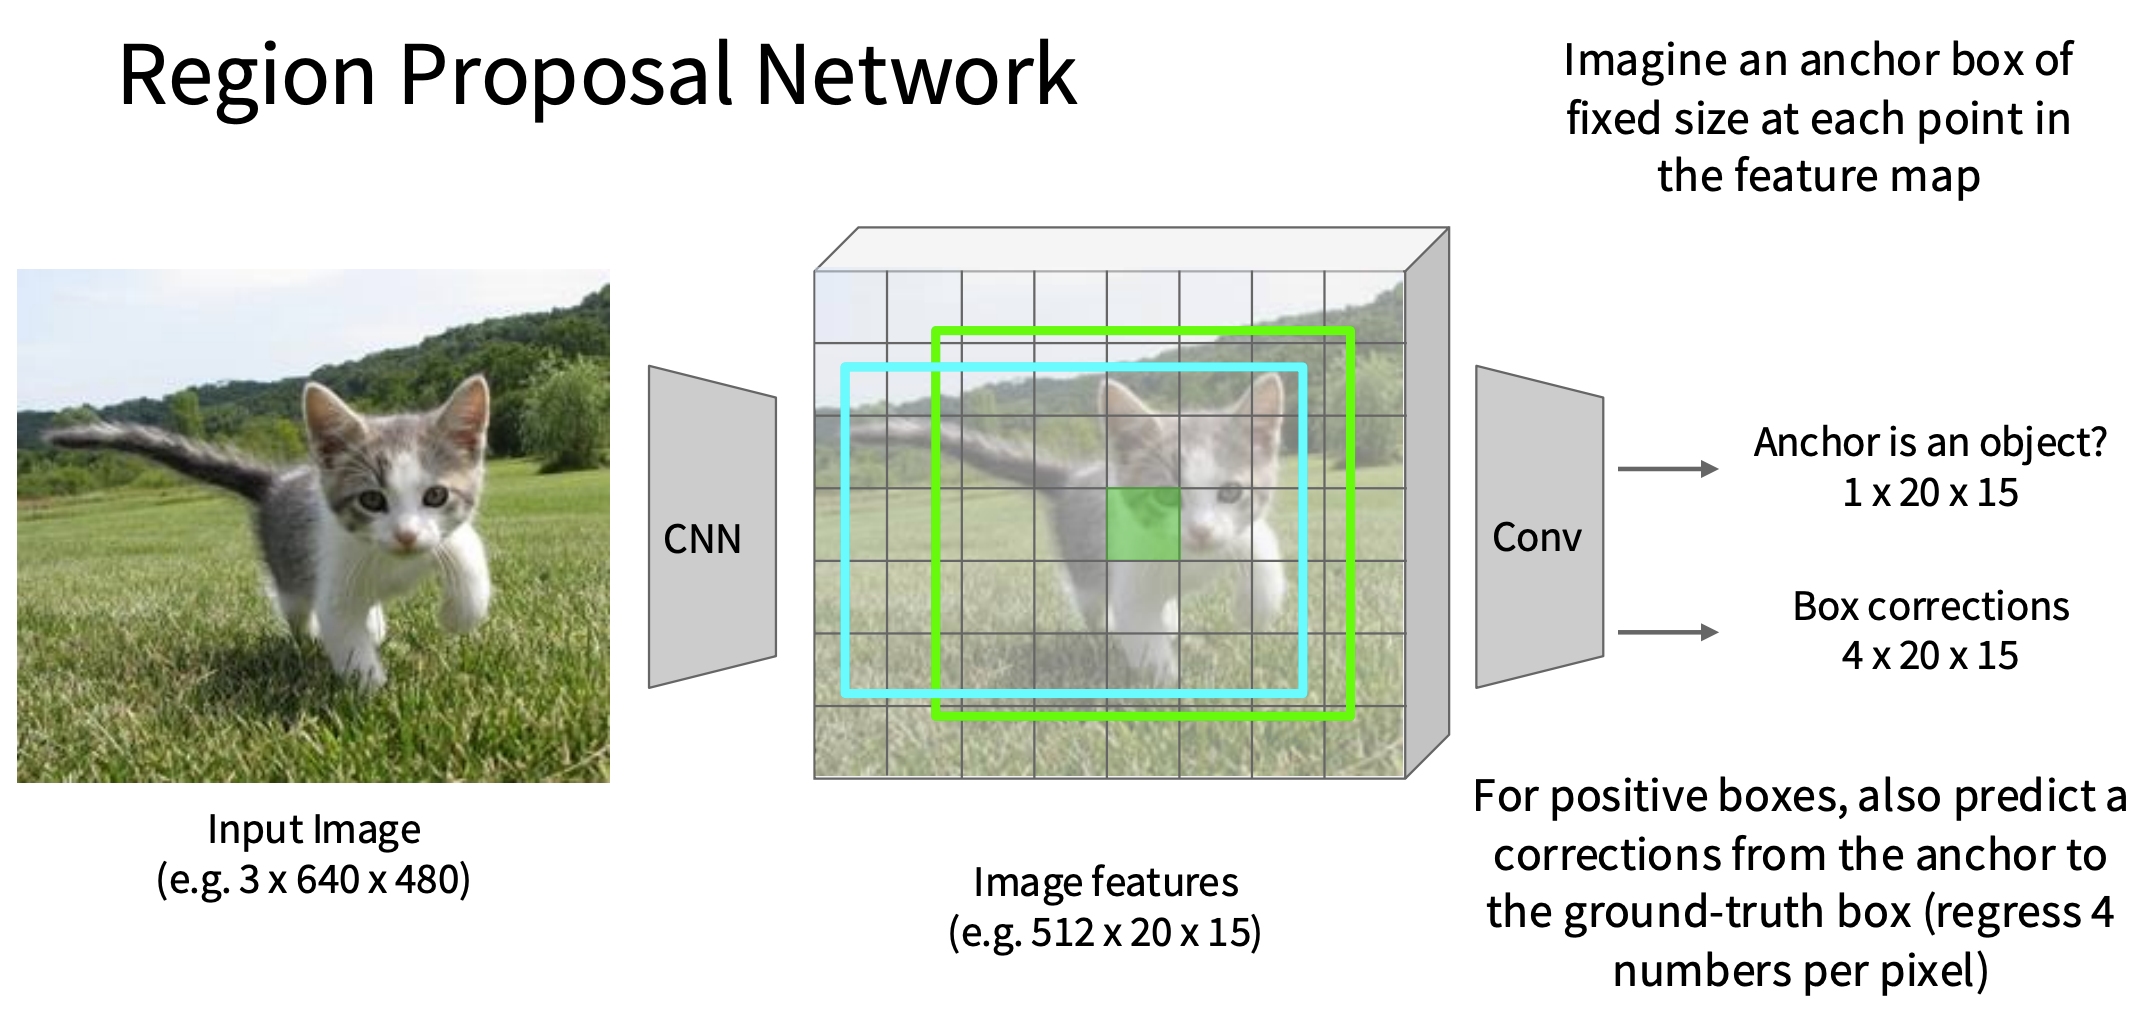 Region Proposal Network
Imagine an anchor box of
fixed size at each point in
the feature map
CNN
Conv
Anchor is an object?
1 x 20 x 15
Box corrections
4 x 20 x 15
Input Image
(e.g. 3 x 640 x 480)
Image features
(e.g. 512 x 20 x 15)
For positive boxes, also predict a
corrections from the anchor to
the ground-truth box (regress 4
numbers per pixel)